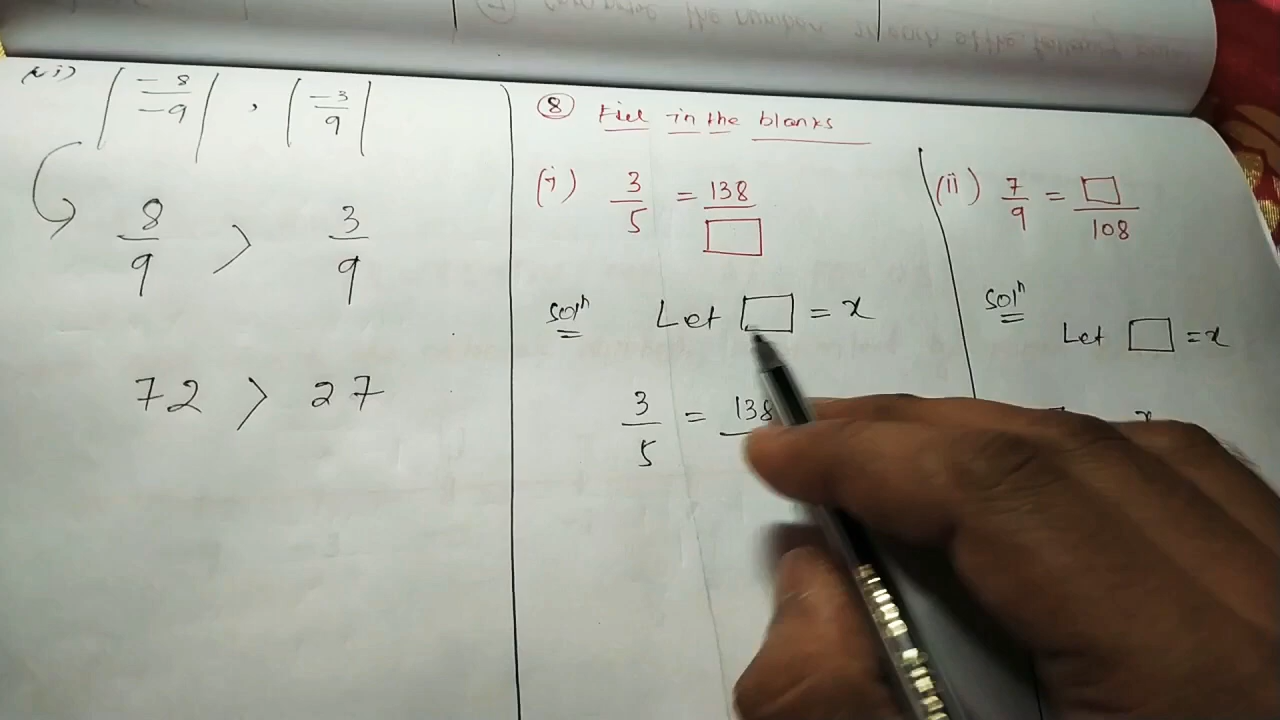 (vi) |-8/-9| , |-3/9|
8/9 > 3/9
72 > 27
⑧ Fill in the blanks
(i) 3/5 = 138/□
Solⁿ Let □ = x
3/5 = 138
(ii) 7/9 = □/108
Solⁿ
Let □ = x